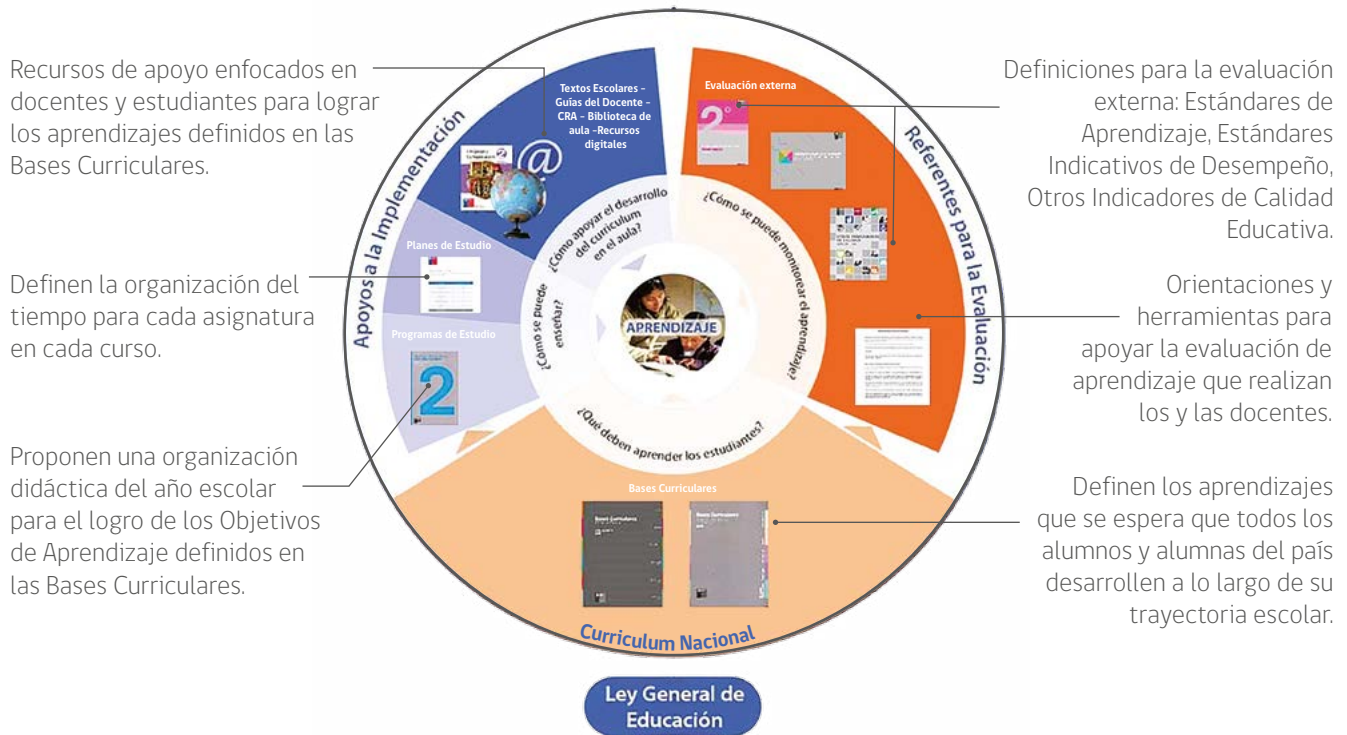 Recursos de apoyo enfocados en
docentes y estudiantes para lograr
los aprendizajes definidos en las
Bases Curriculares.
Definen la organización del
tiempo para cada asignatura
en cada curso.
Proponen una organización
didáctica del año escolar
para el logro de los Objetivos
de Aprendizaje definidos en
las Bases Curriculares.
Apoyos a la Implementación
Textos Escolares -
Guías del Docente -
CRA - Biblioteca de
aula -Recursos
digitales
@
2
Planes de Estudio
Programas de Estudio
2
¿Cómo apoyar el desarrollo
del curriculum
en el aula?
¿Cómo se puede
enseñar?
APRENDIZAJE
¿Cómo se puede monitorear el aprendizaje?
¿Qué deben aprender los estudiantes?
Evaluación externa
2°
Referentes para la Evaluación
Bases Curriculares
Bases Curriculares
Bases Curriculares
Curriculum Nacional
Ley General de
Educación
Definiciones para la evaluación
externa: Estándares de
Aprendizaje, Estándares
Indicativos de Desempeño,
Otros Indicadores de Calidad
Educativa.
Orientaciones y
herramientas para
apoyar la evaluación de
aprendizaje que realizan
los y las docentes.
Definen los aprendizajes
que se espera que todos los
alumnos y alumnas del país
desarrollen a lo largo de su
trayectoria escolar.